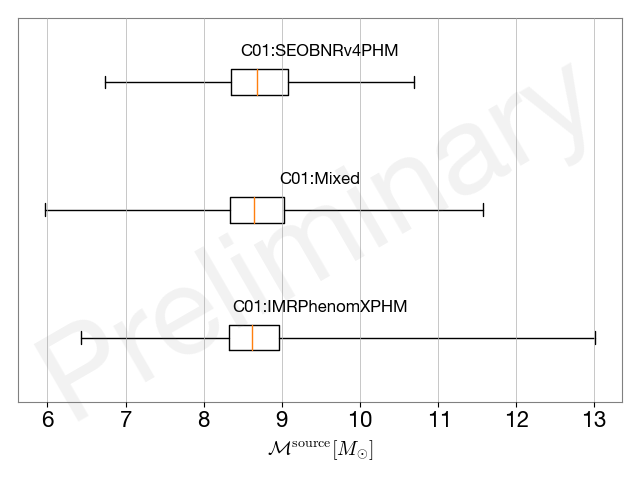 C01:SEOBNRv4PHM
C01:Mixed
C01:IMRPhenomXPHM
Preliminary
6 7 8 9 10 11 12 13
ℳ^source [M_⊙]